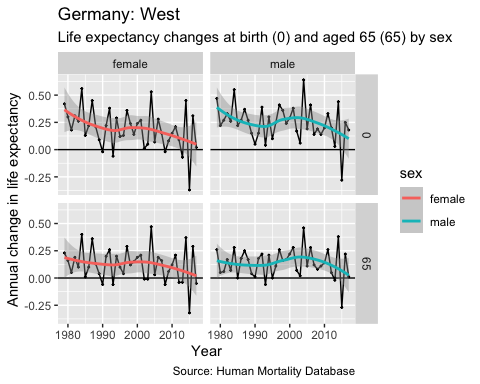 Germany: West
Life expectancy changes at birth (0) and aged 65 (65) by sex
female
male
Annual change in life expectancy
0.50
0.25
0.00
-0.25
0
0.50
0.25
0.00
-0.25
65
1980 1990 2000 2010
1980 1990 2000 2010
Year
sex
female
male
Source: Human Mortality Database